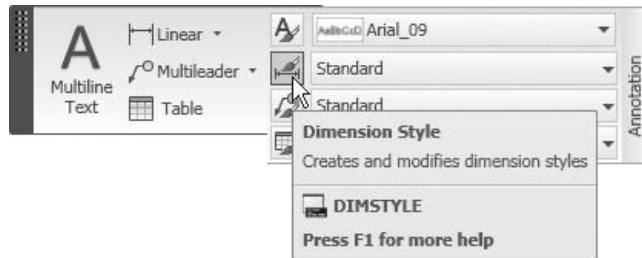 Multiline
Text
Linear
Multileader
Table
AaBbCcD Arial_09
Standard
Standard
Annotation
Dimension Style
Creates and modifies dimension styles
DIMSTYLE
Press F1 for more help